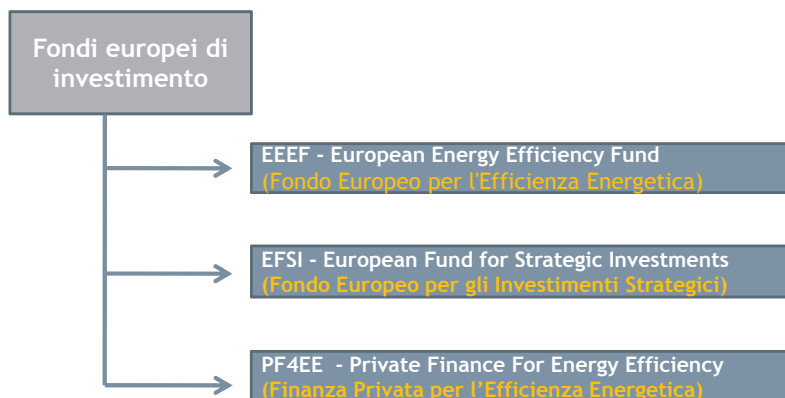 Fondi europei di
investimento
EEEF - European Energy Efficiency Fund
(Fondo Europeo per l'Efficienza Energetica)
EFSI - European Fund for Strategic Investments
(Fondo Europeo per gli Investimenti Strategici)
PF4EE - Private Finance For Energy Efficiency
(Finanza Privata per l’Efficienza Energetica)